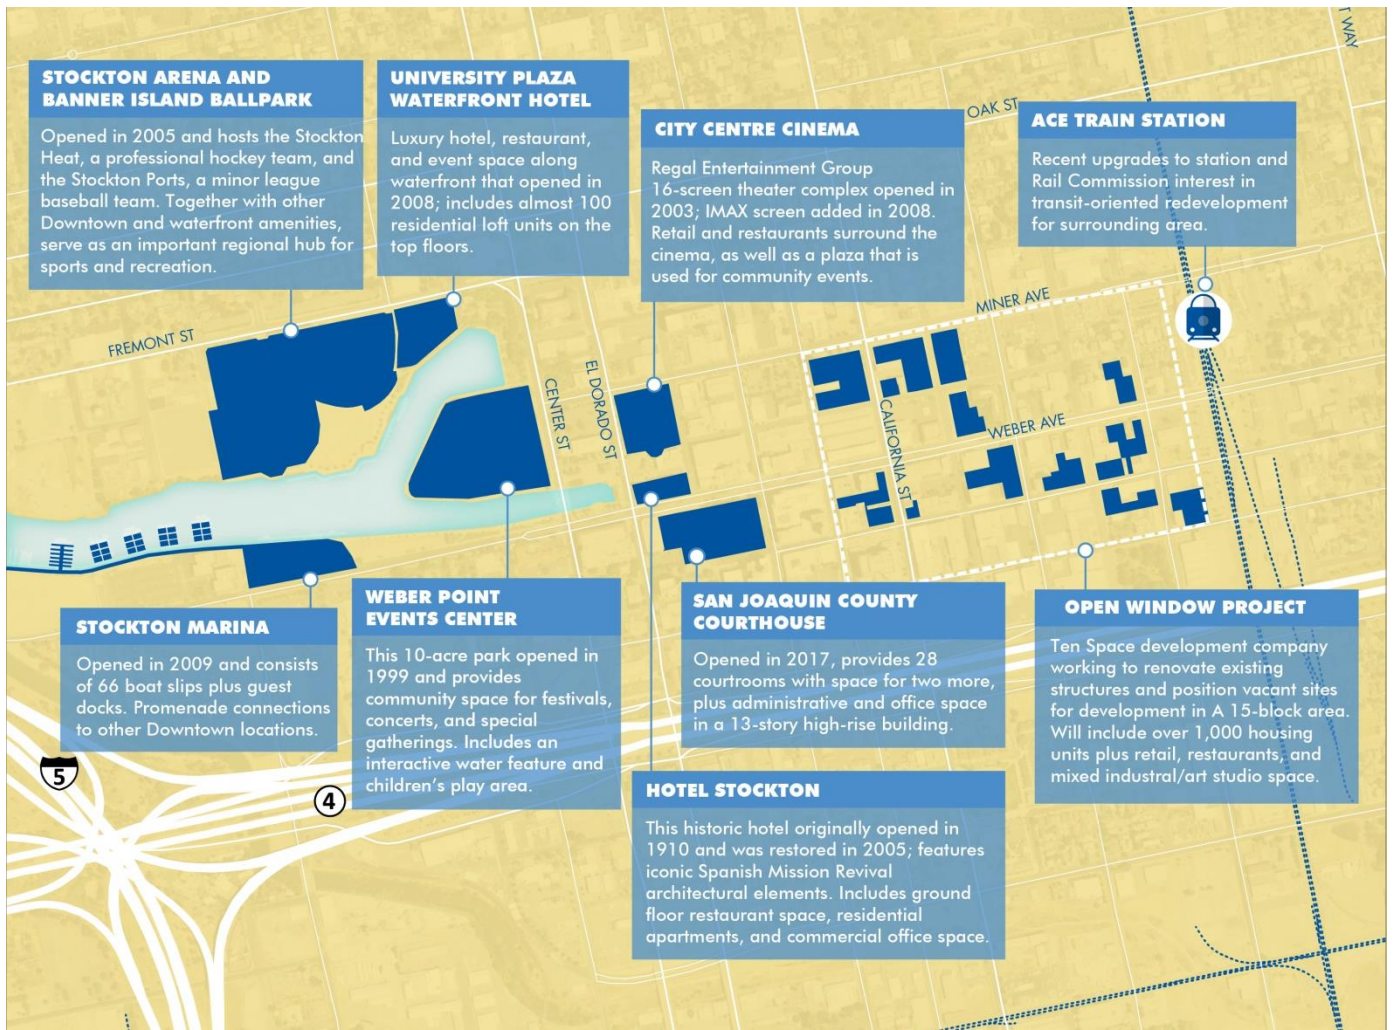 T WAY
STOCKTON ARENA AND
BANNER ISLAND BALLPARK
Opened in 2005 and hosts the Stockton
Heat, a professional hockey team, and
the Stockton Ports, a minor league
baseball team. Together with other
Downtown and waterfront amenities,
serve as an important regional hub for
sports and recreation.
UNIVERSITY PLAZA
WATERFRONT HOTEL
Luxury hotel, restaurant,
and event space along
waterfront that opened in
2008; includes almost 100
residential loft units on the
top floors.
CITY CENTRE CINEMA
Regal Entertainment Group
16-screen theater complex opened in
2003; IMAX screen added in 2008.
Retail and restaurants surround the
cinema, as well as a plaza that is
used for community events.
OAK ST
ACE TRAIN STATION
Recent upgrades to station and
Rail Commission interest in
transit-oriented redevelopment
for surrounding area.
FREMONT ST
MINER AVE
CENTER ST
EL DORADO ST
CALIFORNIA ST
WEBER AVE
STOCKTON MARINA
Opened in 2009 and consists
of 66 boat slips plus guest
docks. Promenade connections
to other Downtown locations.
WEBER POINT
EVENTS CENTER
This 10-acre park opened in
1999 and provides
community space for festivals,
concerts, and special
gatherings. Includes an
interactive water feature and
children's play area.
SAN JOAQUIN COUNTY
COURTHOUSE
Opened in 2017, provides 28
courtrooms with space for two more,
plus administrative and office space
in a 13-story high-rise building.
OPEN WINDOW PROJECT
Ten Space development company
working to renovate existing
structures and position vacant sites
for development in A 15-block area.
Will include over 1,000 housing
units plus retail, restaurants, and
mixed industral/art studio space.
5
4
HOTEL STOCKTON
This historic hotel originally opened in
1910 and was restored in 2005; features
iconic Spanish Mission Revival
architectural elements. Includes ground
floor restaurant space, residential
apartments, and commercial office space.